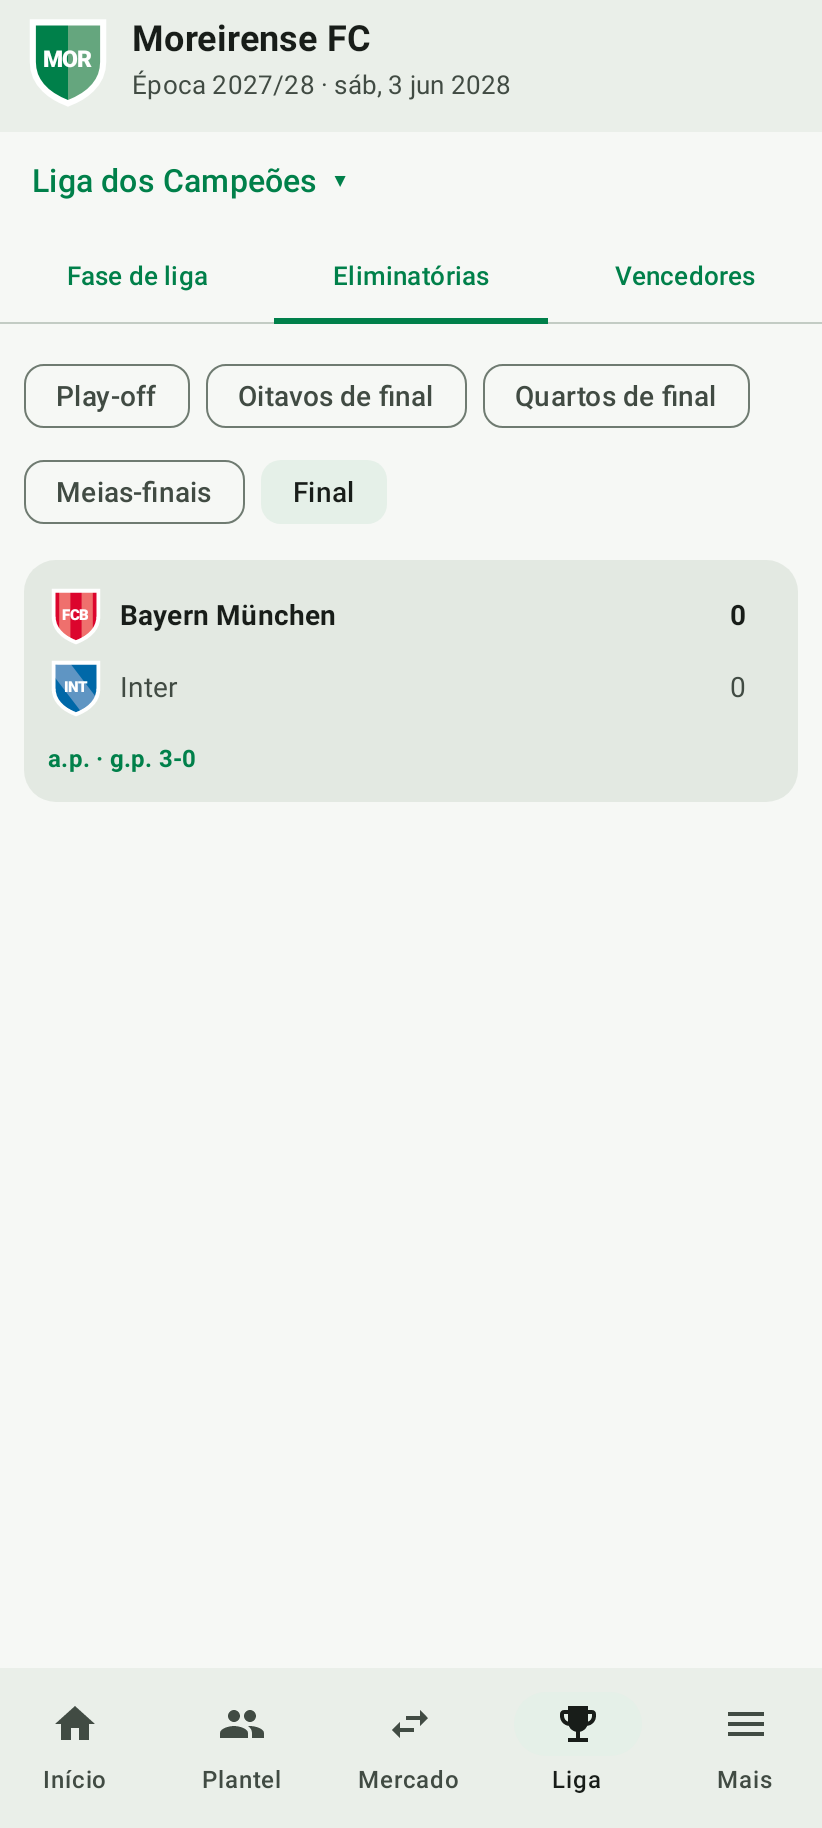 MOR
Moreirense FC
Época 2027/28 · sáb, 3 jun 2028
Liga dos Campeões ▼
Fase de liga
Eliminatórias
Vencedores
Play-off
Oitavos de final
Quartos de final
Meias-finais
Final
FCB Bayern München 0
INT Inter 0
a.p. · g.p. 3-0
Início
Plantel
Mercado
Liga
Mais